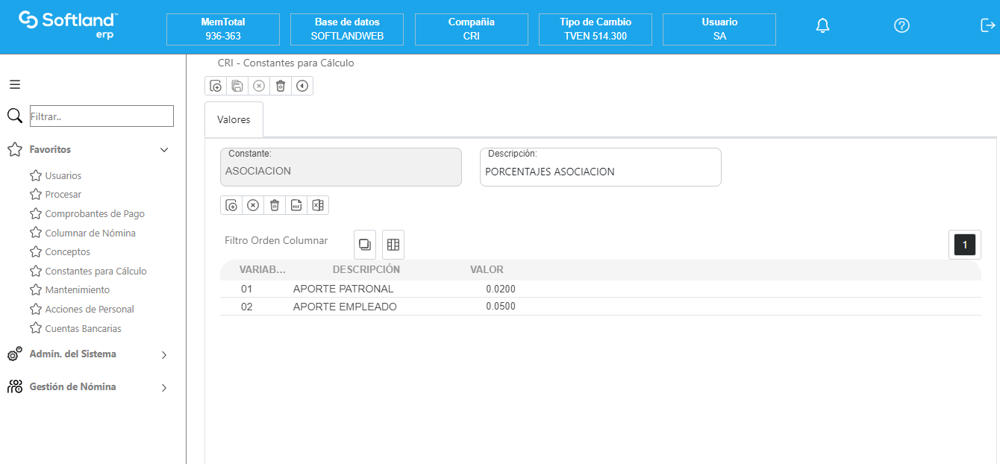 Softland™
erp
MemTotal
936-363
Base de datos
SOFTLANDWEB
Compañia
CRI
Tipo de Cambio
TVEN 514.300
Usuario
SA
CRI - Constantes para Cálculo
Filtrar..
Favoritos
Usuarios
Procesar
Comprobantes de Pago
Columnar de Nómina
Conceptos
Constantes para Cálculo
Mantenimiento
Acciones de Personal
Cuentas Bancarias
Admin. del Sistema
Gestión de Nómina
Valores
Constante:
ASOCIACION
Descripción:
PORCENTAJES ASOCIACION
Filtro Orden Columnar
1
VARIAB... DESCRIPCIÓN VALOR
01 APORTE PATRONAL 0.0200
02 APORTE EMPLEADO 0.0500